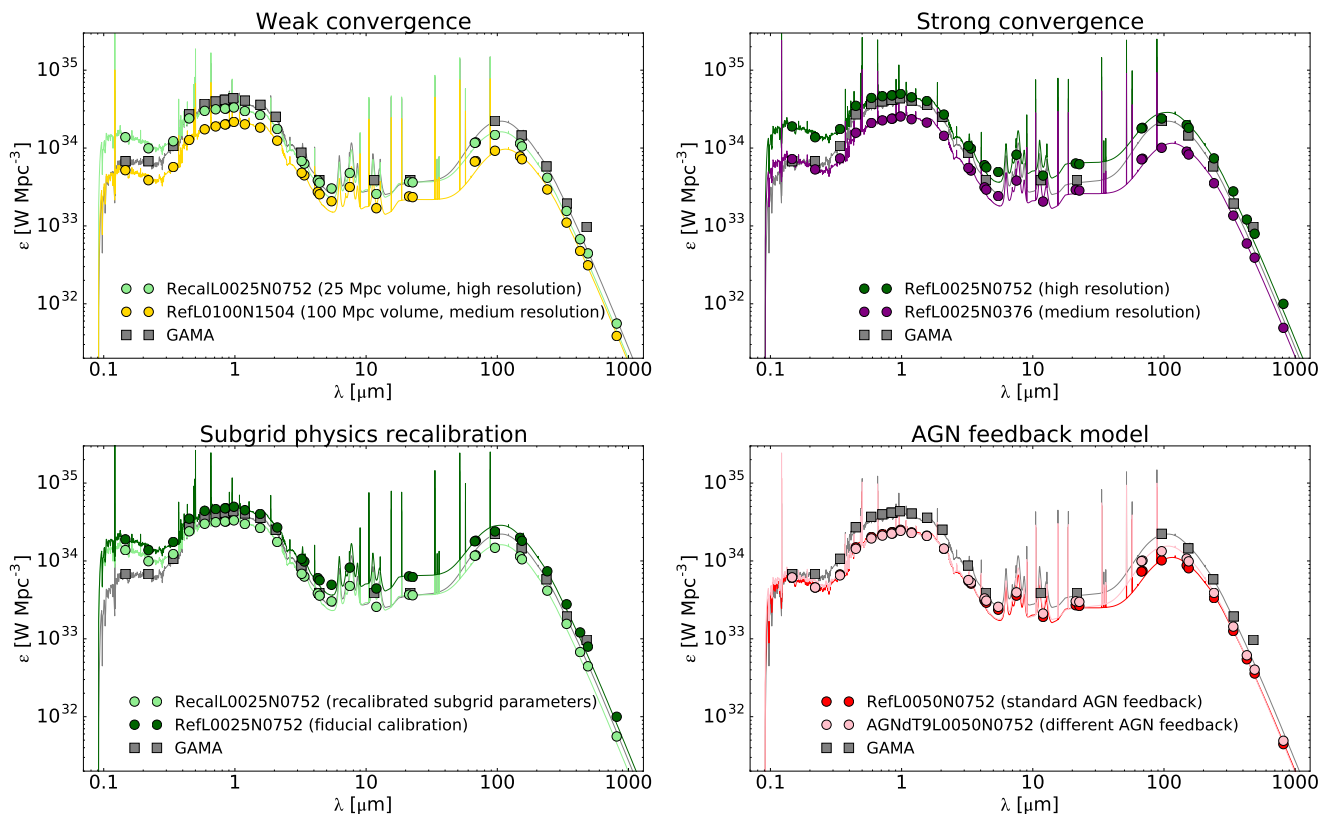 Weak convergence
10^35
10^34
10^33
10^32
ε [W Mpc^-3]
RecalL0025N0752 (25 Mpc volume, high resolution)
RefL0100N1504 (100 Mpc volume, medium resolution)
GAMA
0.1 1 10 100 1000
λ [μm]
Strong convergence
10^35
10^34
10^33
10^32
ε [W Mpc^-3]
RefL0025N0752 (high resolution)
RefL0025N0376 (medium resolution)
GAMA
0.1 1 10 100 1000
λ [μm]
Subgrid physics recalibration
10^35
10^34
10^33
10^32
ε [W Mpc^-3]
RecalL0025N0752 (recalibrated subgrid parameters)
RefL0025N0752 (fiducial calibration)
GAMA
0.1 1 10 100 1000
λ [μm]
AGN feedback model
10^35
10^34
10^33
10^32
ε [W Mpc^-3]
RefL0050N0752 (standard AGN feedback)
AGNdT9L0050N0752 (different AGN feedback)
GAMA
0.1 1 10 100 1000
λ [μm]